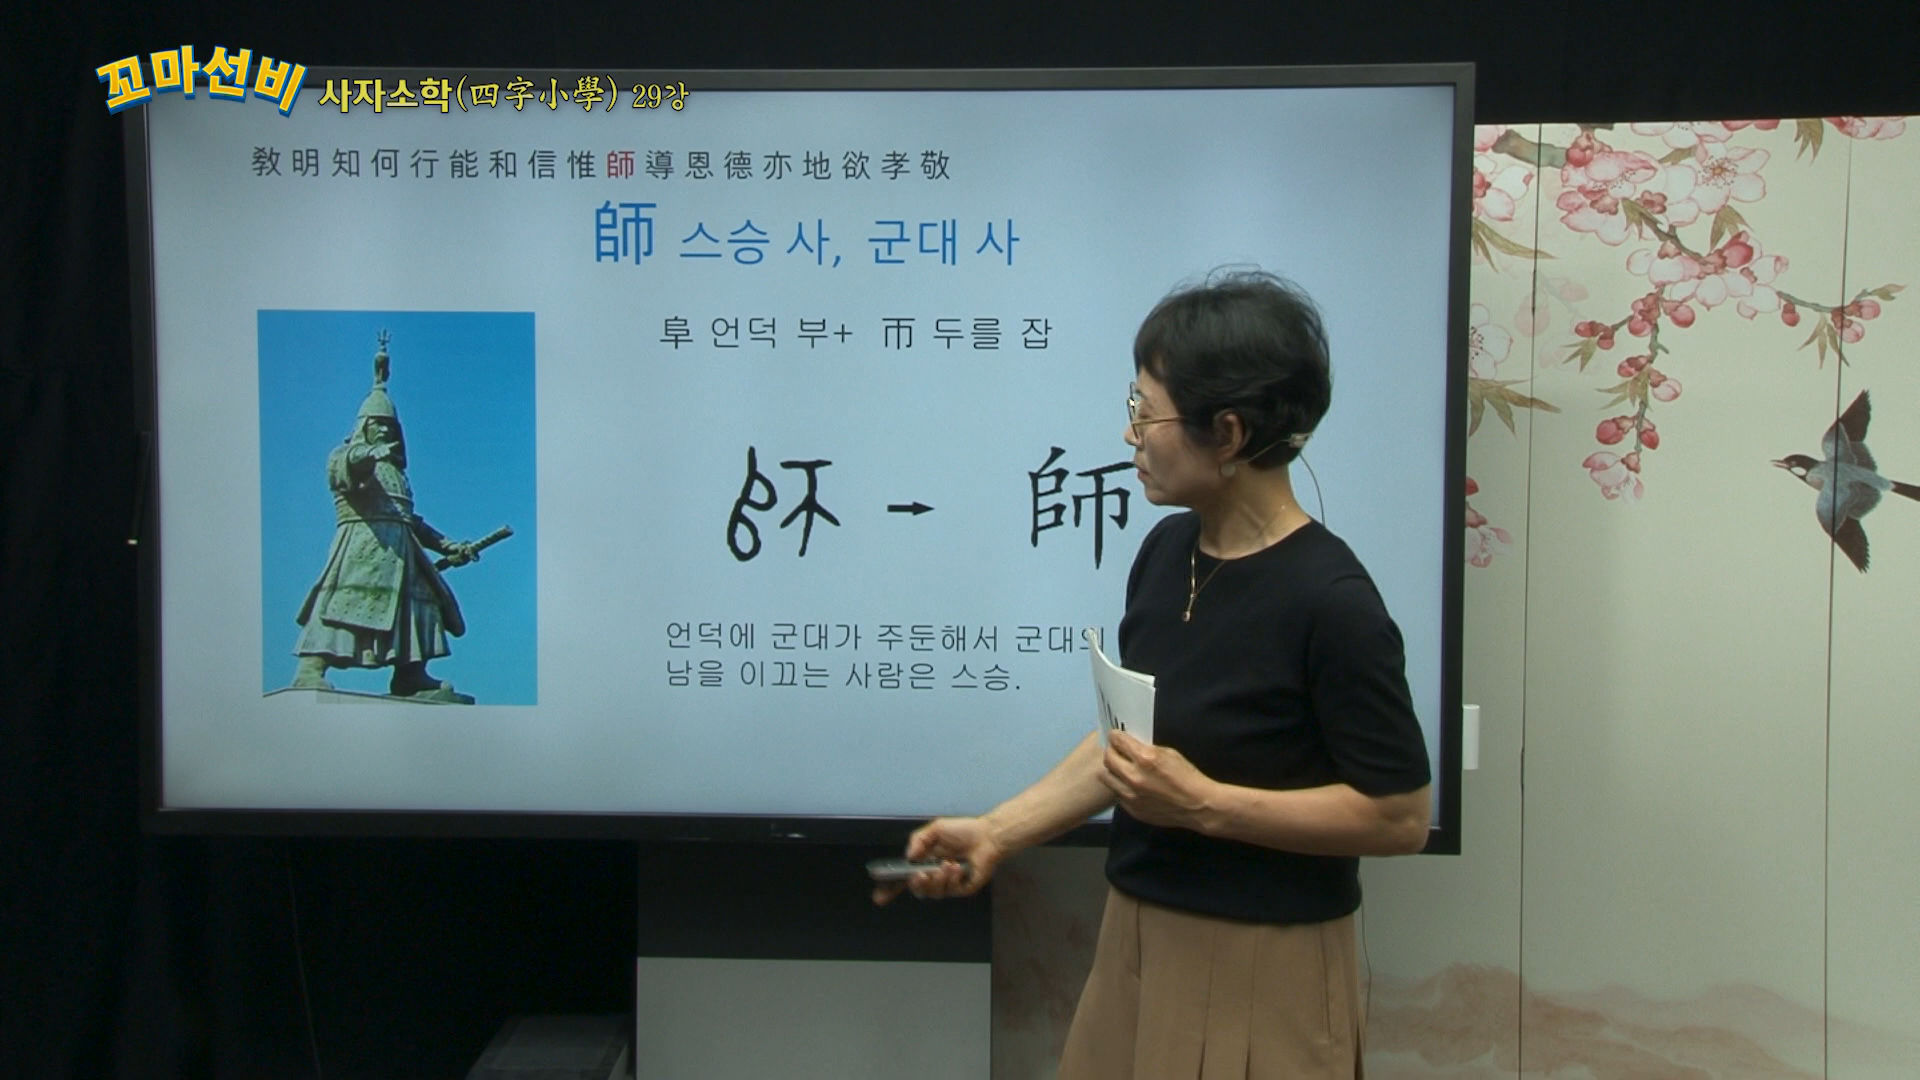 꼬마선비 사자소학(四字小學) 29강
敎明知何行能和信惟師導恩德亦地欲孝敬
師 스승 사, 군대 사
阜 언덕 부+ 帀 두를 잡
師 → 師
언덕에 군대가 주둔해서 군대의
남을 이끄는 사람은 스승.